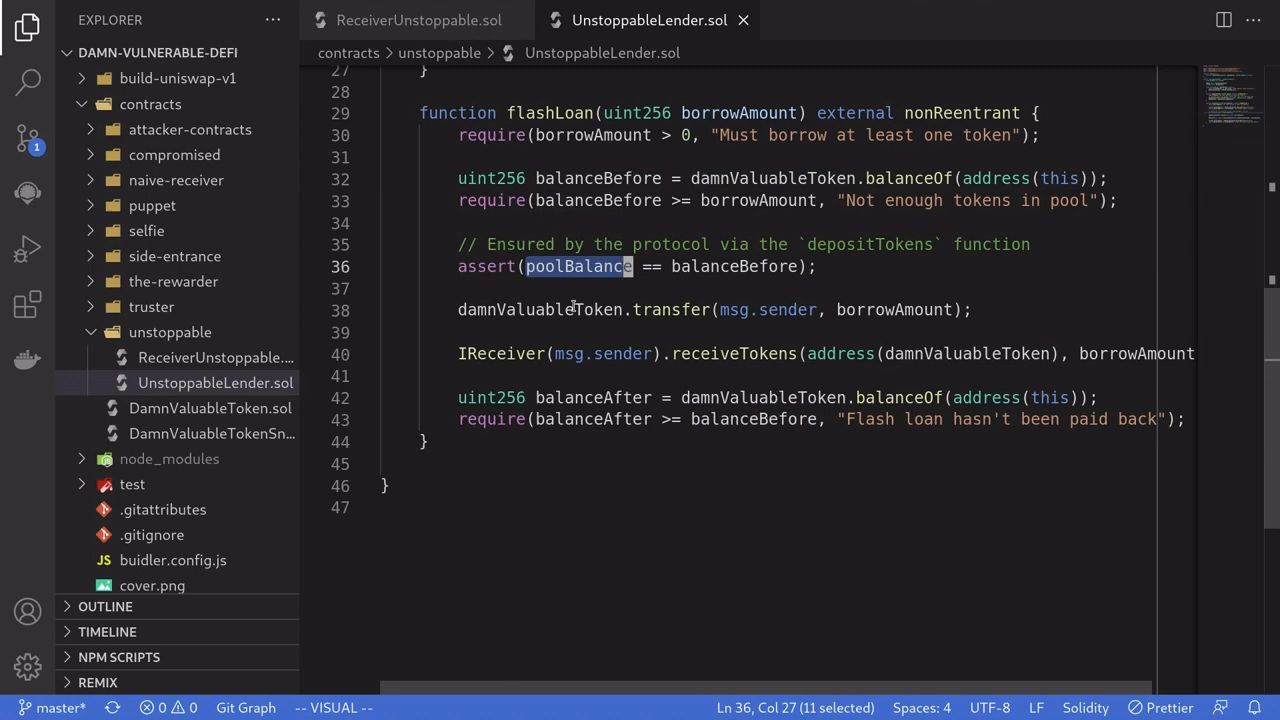 EXPLORER
DAMN-VULNERABLE-DEFI
build-uniswap-v1
contracts
attacker-contracts
compromised
naive-receiver
puppet
selfie
side-entrance
the-rewarder
truster
unstoppable
ReceiverUnstoppable....
UnstoppableLender.sol
DamnValuableToken.sol
DamnValuableTokenSn...
node_modules
test
.gitattributes
.gitignore
JS buidler.config.js
cover.png
OUTLINE
TIMELINE
NPM SCRIPTS
REMIX
1
ReceiverUnstoppable.sol
UnstoppableLender.sol
contracts > unstoppable > UnstoppableLender.sol
27 }
28
29 function Loan(uint256 borrowAmount external nonReentrant {
30 require(borrowAmount > 0, "Must borrow at least one token");
31
32 uint256 balanceBefore = damnValuableToken.balanceOf(address(this));
33 require(balanceBefore >= borrowAmount, "Not enough tokens in pool");
34
35 // Ensured by the protocol via the `depositTokens` function
36 assert(poolBalance == balanceBefore);
37
38 damnValuableToken.transfer(msg.sender, borrowAmount);
39
40 IReceiver(msg.sender).receiveTokens(address(damnValuableToken), borrowAmount
41
42 uint256 balanceAfter = damnValuableToken.balanceOf(address(this));
43 require(balanceAfter >= balanceBefore, "Flash loan hasn't been paid back");
44 }
45
46 }
47
master* 0 0 Git Graph -- VISUAL -- Ln 36, Col 27 (11 selected) Spaces: 4 UTF-8 LF Solidity Prettier